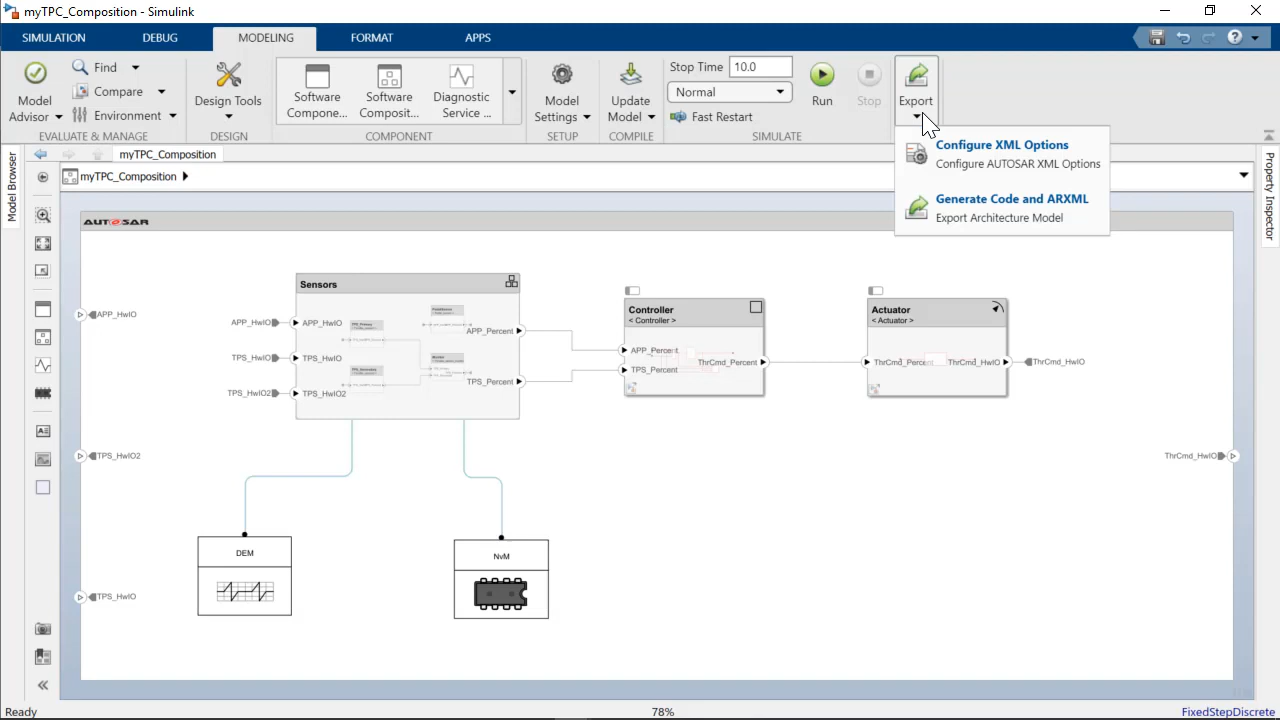 myTPC_Composition - Simulink
SIMULATION
DEBUG
MODELING
FORMAT
APPS
Model
Advisor
Find
Compare
Environment
EVALUATE & MANAGE
Design Tools
DESIGN
Software
Compone...
Software
Composit...
Diagnostic
Service ...
COMPONENT
Model
Settings
SETUP
Update
Model
COMPILE
Stop Time 10.0
Normal
Fast Restart
Run
Stop
SIMULATE
Export
Configure XML Options
Configure AUTOSAR XML Options
Generate Code and ARXML
Export Architecture Model
Model Browser
myTPC_Composition
myTPC_Composition
Property Inspector
AUTOSAR
APP_HwIO
TPS_HwIO2
TPS_HwIO
APP_HwIO
TPS_HwIO
TPS_HwIO2
Sensors
APP_HwIO
TPS_HwIO
TPS_HwIO2
APP_Percent
TPS_Percent
Controller
< Controller >
APP_Percent
TPS_Percent
ThrCmd_Percent
Actuator
< Actuator >
ThrCmd_Percent
ThrCmd_HwIO
ThrCmd_HwIO
ThrCmd_HwIO
DEM
NvM
Ready
78%
FixedStepDiscrete